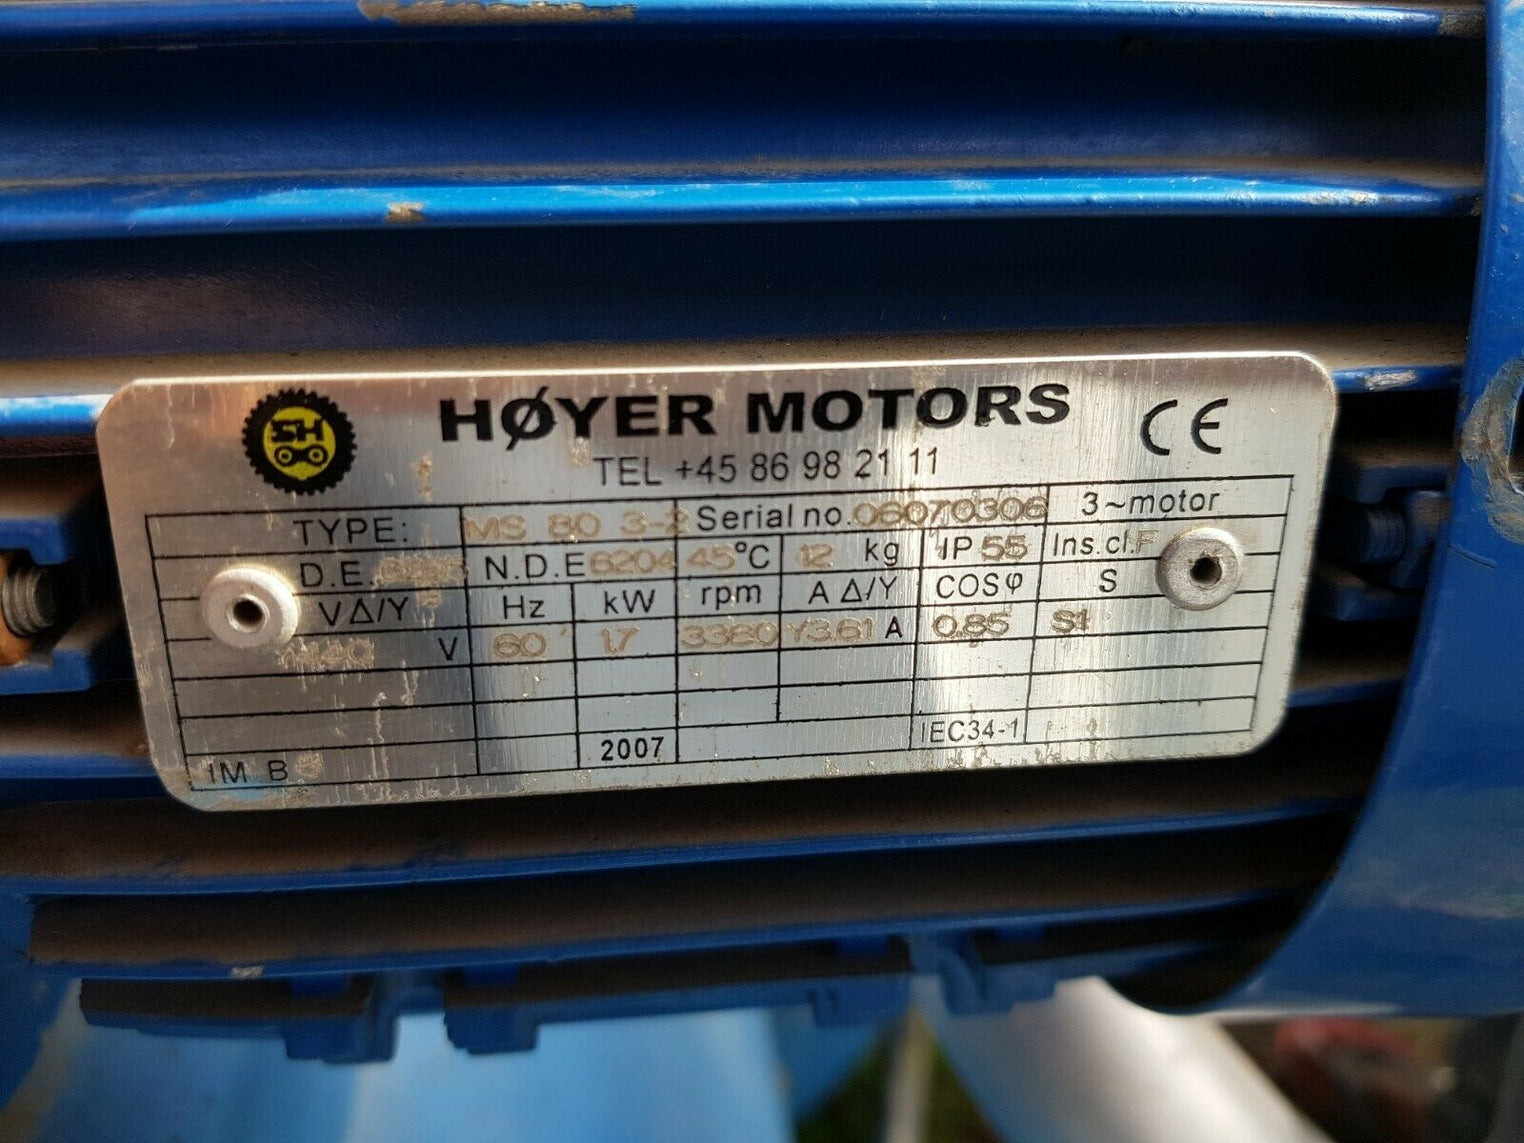 SH
HØYER MOTORS
CE
TEL +45 86 98 21 11
TYPE: MS 80 3-2 Serial no. 06070306 3~motor
D.E. N.D.E 6204 45°C 12 kg IP 55 Ins.cl.F
V Δ/Y Hz kW rpm A Δ/Y COSφ S
V 60 1.7 3380 Y3.61 A 0.85 S1
IM B 2007 IEC34-1